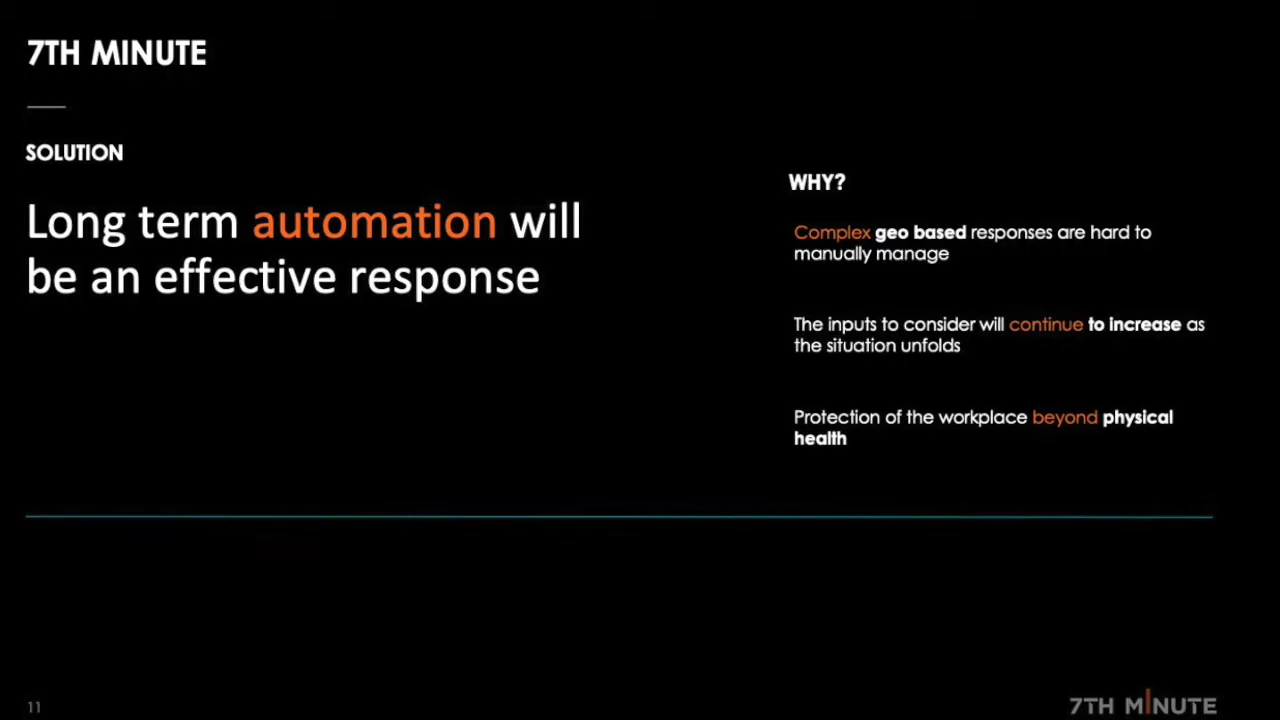 7TH MINUTE
SOLUTION
Long term automation will
be an effective response
WHY?
Complex geo based responses are hard to
manually manage
The inputs to consider will continue to increase as
the situation unfolds
Protection of the workplace beyond physical
health
11
7TH MINUTE